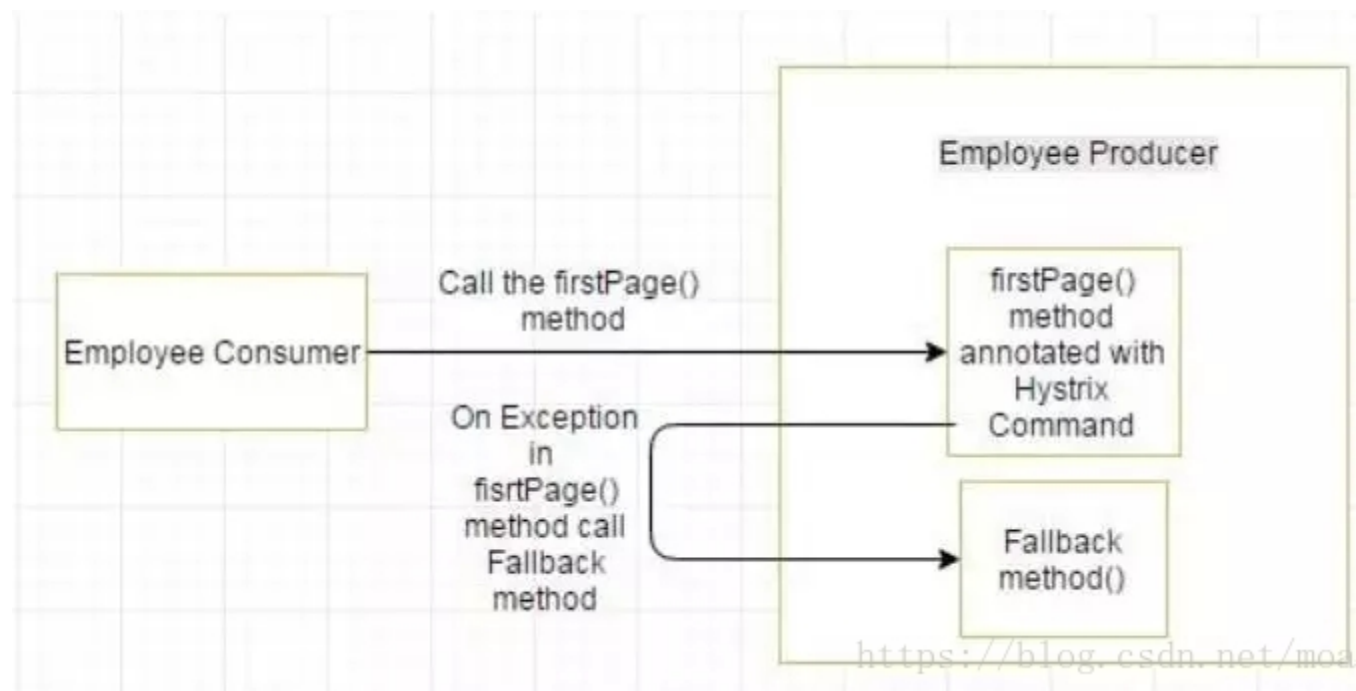 Employee Producer
Call the firstPage()
method
Employee Consumer
firstPage()
method
annotated with
Hystrix
Command
On Exception
in
fisrtPage()
method call
Fallback
method
Fallback
method()
https://blog.csdn.net/moa